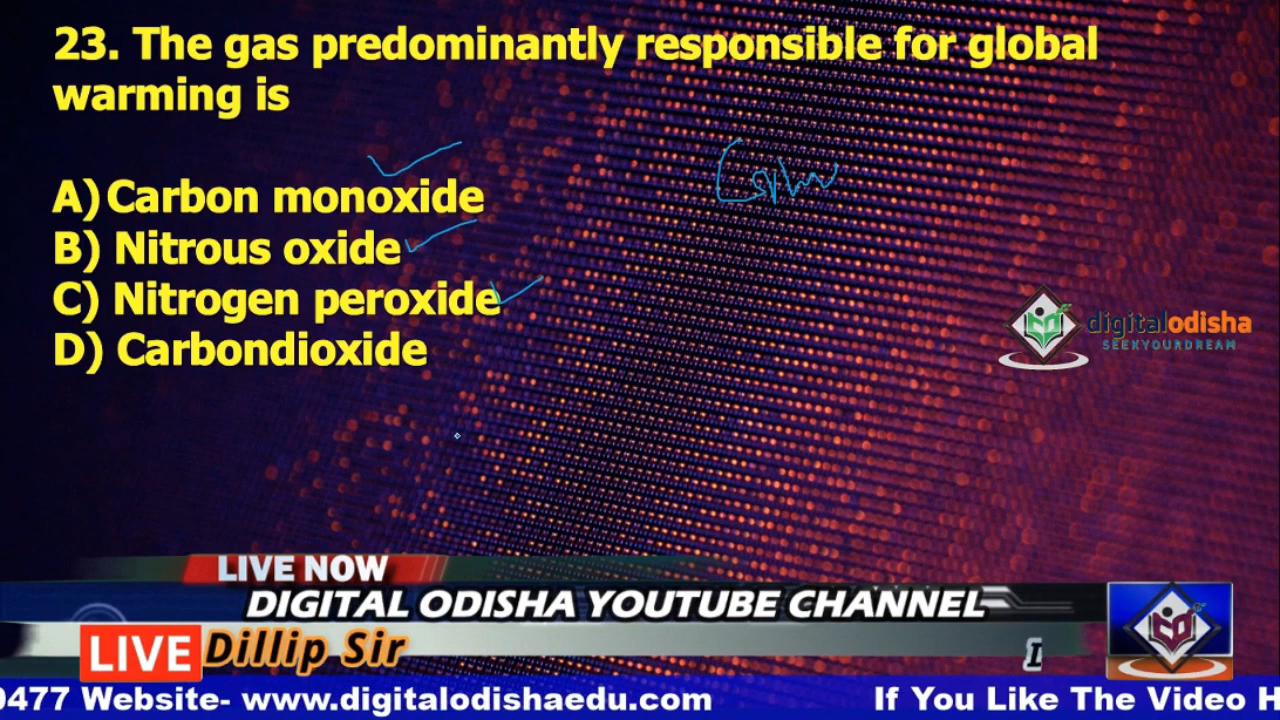 23. The gas predominantly responsible for global
warming is
A) Carbon monoxide
B) Nitrous oxide
C) Nitrogen peroxide
D) Carbondioxide
digitalodisha
SEEKYOURDREAM
LIVE NOW
DIGITAL ODISHA YOUTUBE CHANNEL
LIVE Dillip Sir
0477 Website- www.digitalodishaedu.com If You Like The Video H